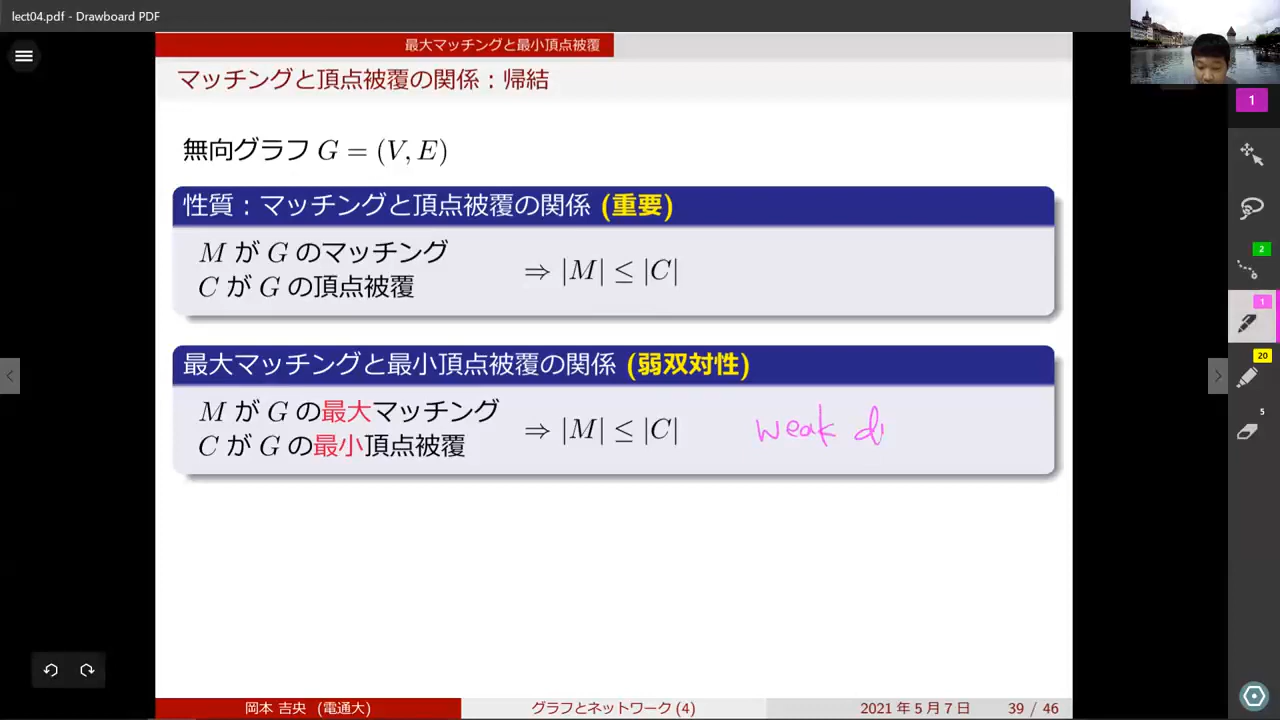 lect04.pdf - Drawboard PDF
最大マッチングと最小頂点被覆
マッチングと頂点被覆の関係：帰結
1
無向グラフ G = (V, E)
性質：マッチングと頂点被覆の関係 (重要)
M が G のマッチング
C が G の頂点被覆
⇒ |M| ≤ |C|
2
1
最大マッチングと最小頂点被覆の関係 (弱双対性)
20
M が G の最大マッチング
C が G の最小頂点被覆
⇒ |M| ≤ |C|
weak d
5
岡本 吉央 (電通大)
グラフとネットワーク (4)
2021 年 5 月 7 日
39 / 46